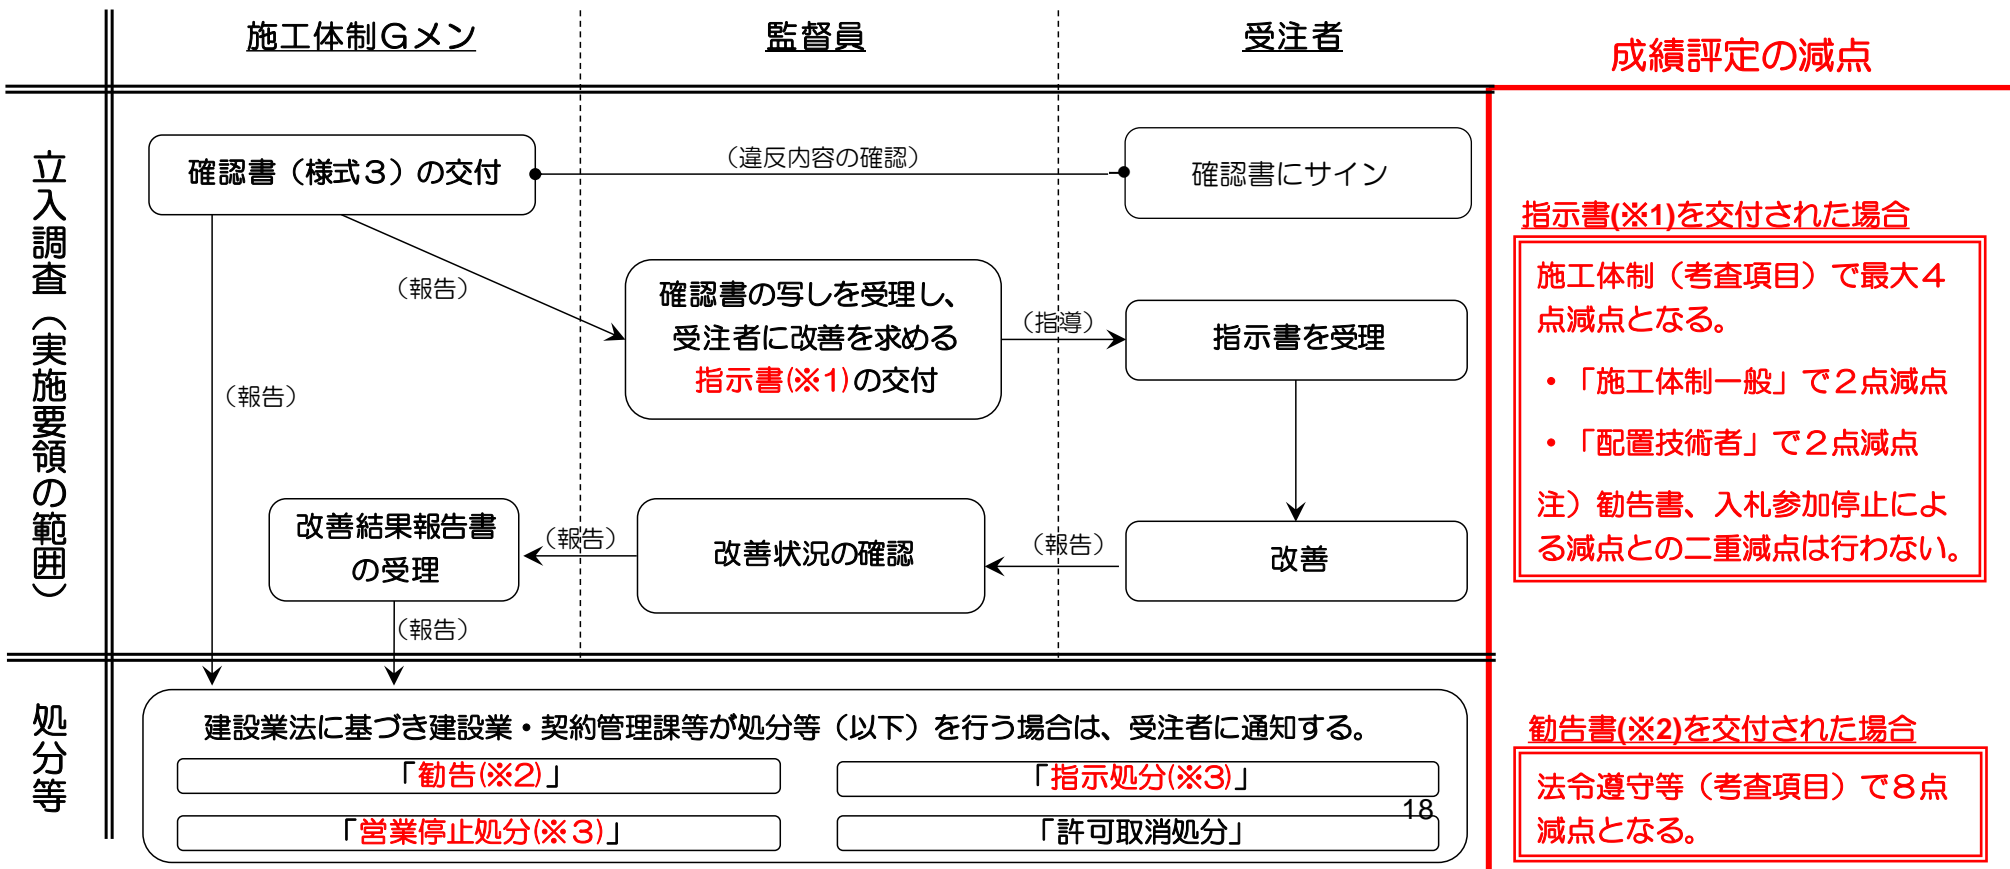 施工体制Gメン
監督員
受注者
成績評定の減点
立入調査（実施要領の範囲）
確認書（様式３）の交付
（違反内容の確認）
確認書にサイン
（報告）
（報告）
確認書の写しを受理し、
受注者に改善を求める
指示書(※1)の交付
（指導）
指示書を受理
改善結果報告書
の受理
（報告）
改善状況の確認
（報告）
改善
（報告）
指示書(※1)を交付された場合
施工体制（考査項目）で最大４
点減点となる。
・「施工体制一般」で２点減点
・「配置技術者」で２点減点
注）勧告書、入札参加停止によ
る減点との二重減点は行わない。
処分等
建設業法に基づき建設業・契約管理課等が処分等（以下）を行う場合は、受注者に通知する。
「勧告(※2)」
「指示処分(※3)」
「営業停止処分(※３)」
「許可取消処分」
18
勧告書(※2)を交付された場合
法令遵守等（考査項目）で８点
減点となる。